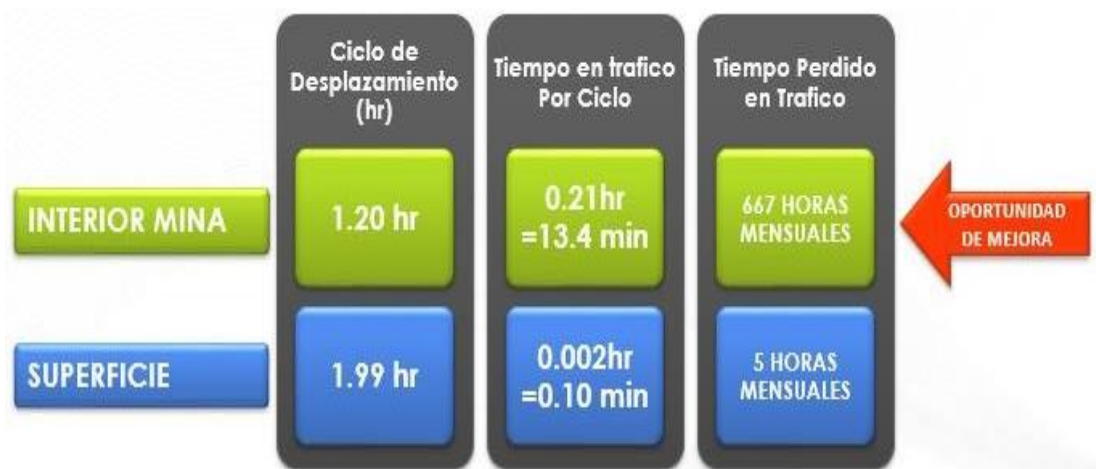 Ciclo de
Desplazamiento
(hr)
Tiempo en trafico
Por Ciclo
Tiempo Perdido
en Trafico
INTERIOR MINA
1.20 hr
0.21hr
=13.4 min
667 HORAS
MENSUALES
OPORTUNIDAD
DE MEJORA
SUPERFICIE
1.99 hr
0.002hr
=0.10 min
5 HORAS
MENSUALES